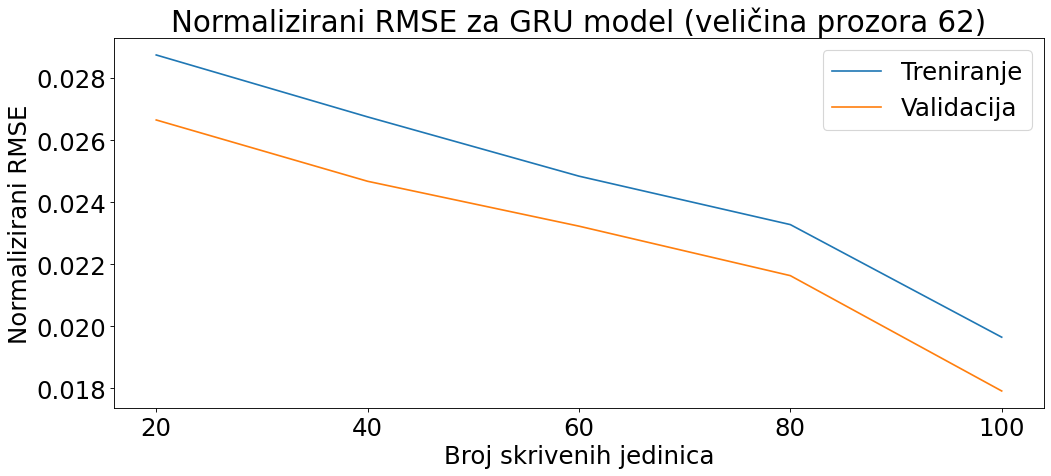 Normalizirani RMSE za GRU model (veličina prozora 62)
Treniranje
Validacija
Normalizirani RMSE
0.028
0.026
0.024
0.022
0.020
0.018
20 40 60 80 100
Broj skrivenih jedinica